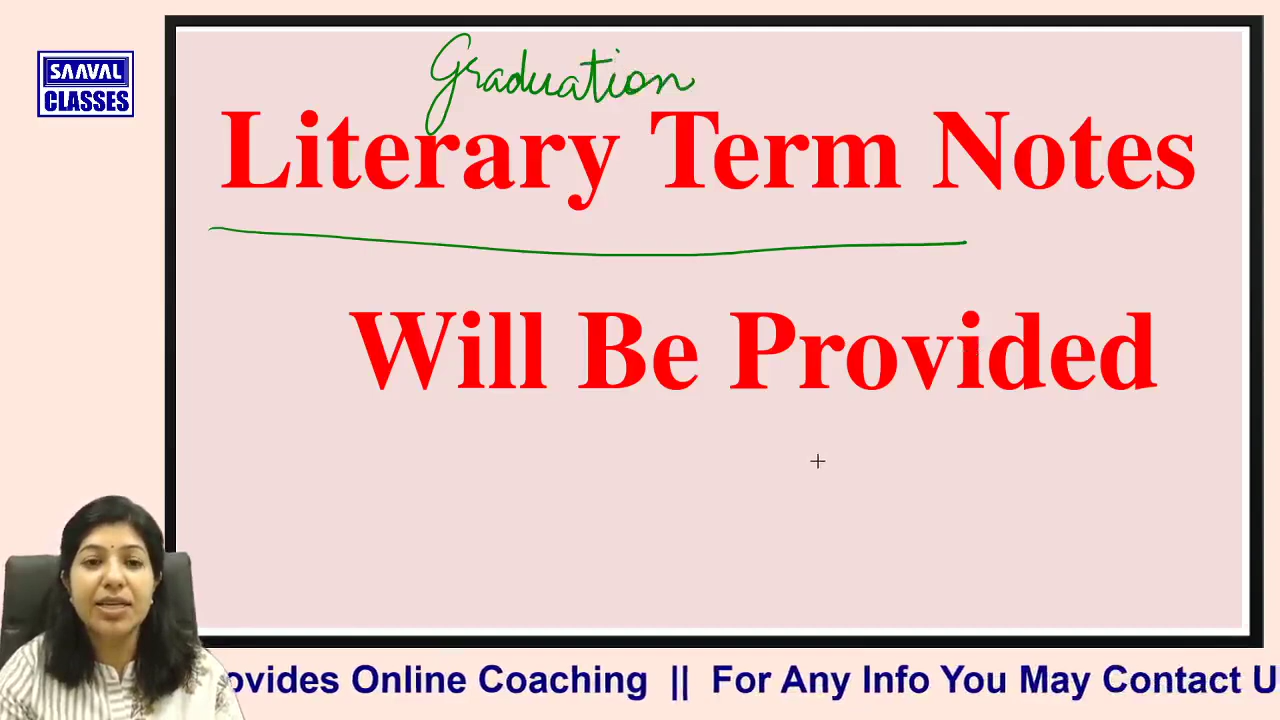 SAAVAL
CLASSES
Graduation
Literary Term Notes
Will Be Provided
ovides Online Coaching || For Any Info You May Contact U